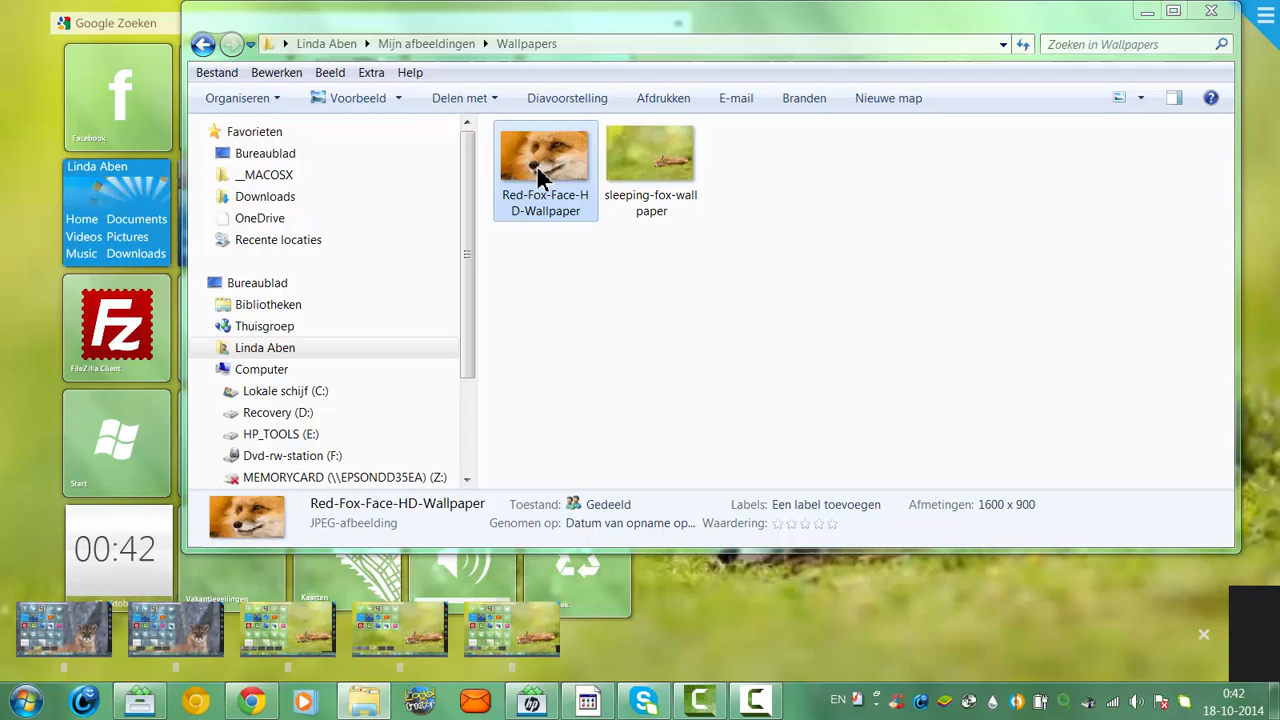 Google Zoeken
Linda Aben
Mijn afbeeldingen
Wallpapers
Zoeken in Wallpapers
Bestand
Bewerken
Beeld
Extra
Help
Organiseren
Voorbeeld
Delen met
Diavoorstelling
Afdrukken
E-mail
Branden
Nieuwe map
Facebook
Linda Aben
Home Documents
Videos Pictures
Music Downloads
FileZilla Client
Start
00:42
Favorieten
Bureaublad
__MACOSX
Downloads
OneDrive
Recente locaties
Bureaublad
Bibliotheken
Thuisgroep
Linda Aben
Computer
Lokale schijf (C:)
Recovery (D:)
HP_TOOLS (E:)
Dvd-rw-station (F:)
MEMORYCARD (\\EPSONDD35EA) (Z:)
Red-Fox-Face-H
D-Wallpaper
sleeping-fox-wall
paper
Red-Fox-Face-HD-Wallpaper
JPEG-afbeelding
Toestand: Gedeeld
Genomen op: Datum van opname op...
Labels: Een label toevoegen
Waardering:
Afmetingen: 1600 x 900
Vakantieveilingen
Kaarten
EN
0:42
18-10-2014